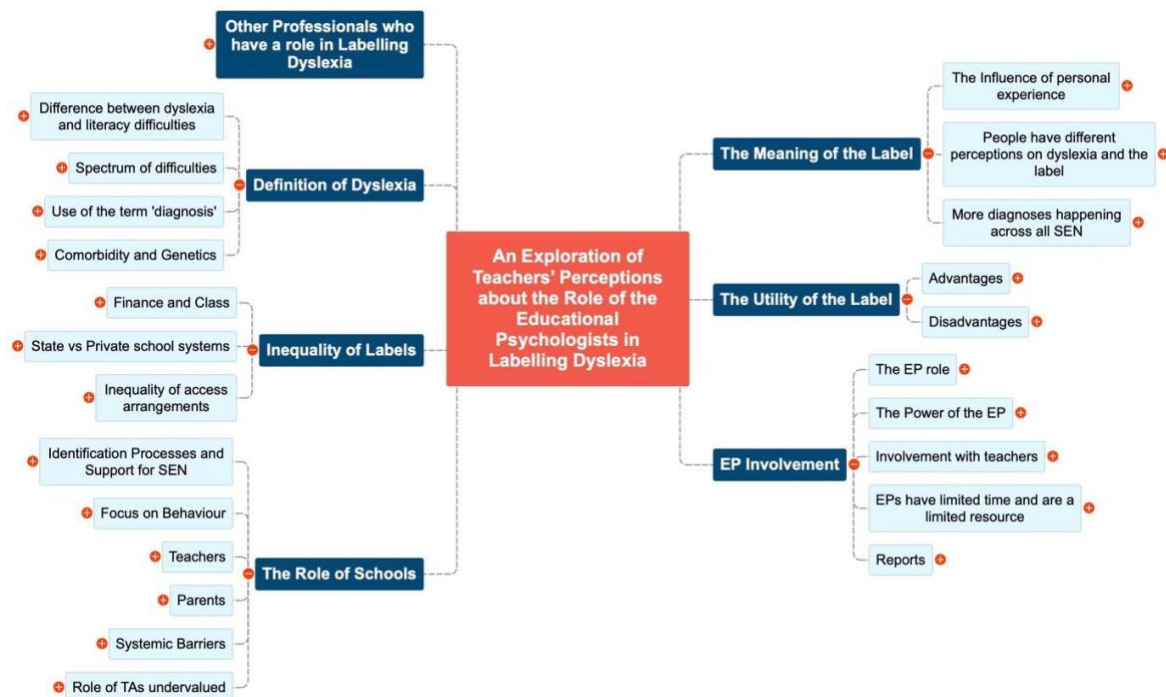 Other Professionals who
have a role in Labelling
Dyslexia
Difference between dyslexia
and literacy difficulties
Spectrum of difficulties
Use of the term 'diagnosis'
Comorbidity and Genetics
Definition of Dyslexia
Finance and Class
State vs Private school systems
Inequality of access
arrangements
Inequality of Labels
Identification Processes and
Support for SEN
Focus on Behaviour
Teachers
Parents
Systemic Barriers
Role of TAs undervalued
The Role of Schools
An Exploration of
Teachers’ Perceptions
about the Role of the
Educational
Psychologists in
Labelling Dyslexia
The Meaning of the Label
The Influence of personal
experience
People have different
perceptions on dyslexia and the
label
More diagnoses happening
across all SEN
The Utility of the Label
Advantages
Disadvantages
EP Involvement
The EP role
The Power of the EP
Involvement with teachers
EPs have limited time and are a
limited resource
Reports